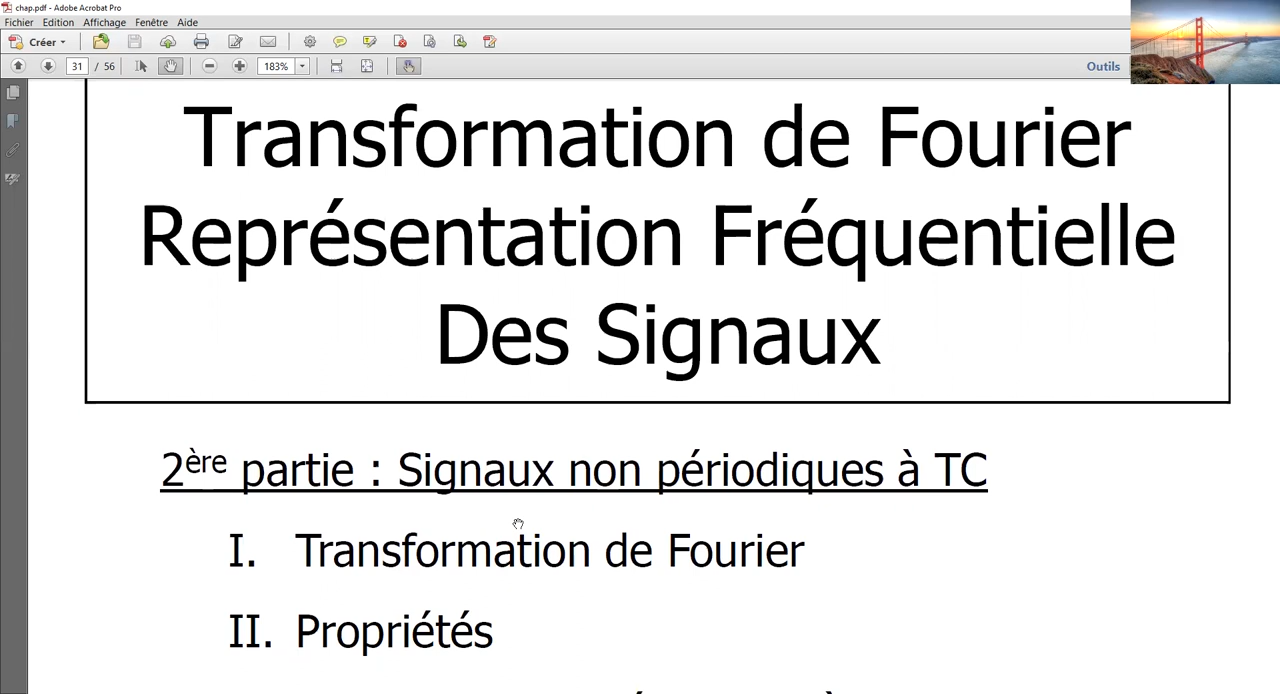 chap.pdf - Adobe Acrobat Pro
Fichier Edition Affichage Fenêtre Aide
Créer
31 / 56 183% Outils
Transformation de Fourier
Représentation Fréquentielle
Des Signaux
2ère partie : Signaux non périodiques à TC
I. Transformation de Fourier
II. Propriétés